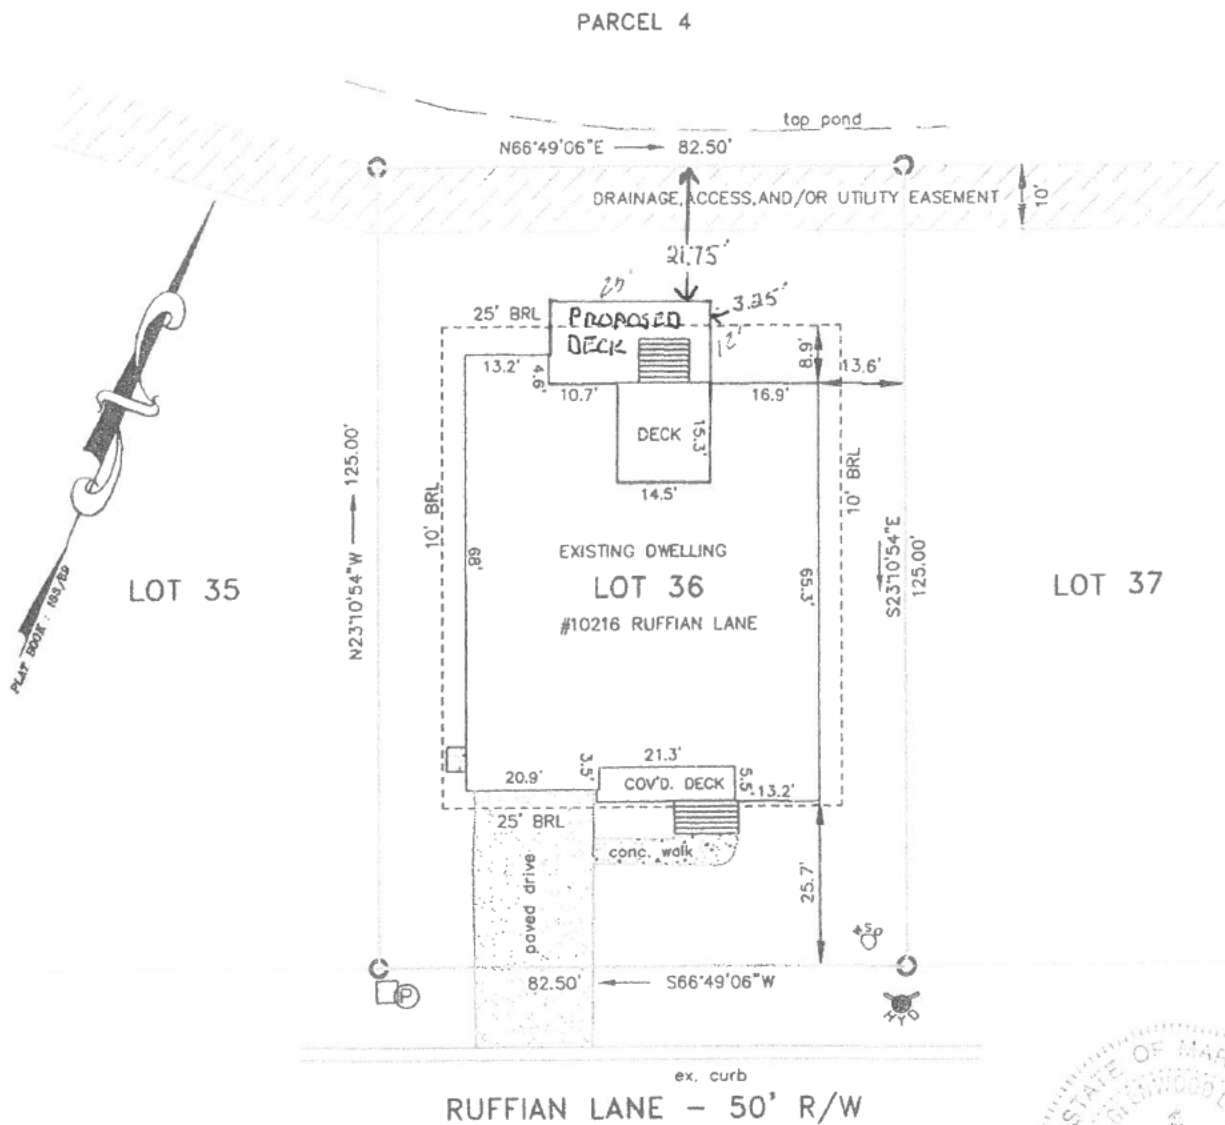 PARCEL 4
top pond
N66°49'06"E 82.50'
DRAINAGE,ACCESS,AND/OR UTILITY EASEMENT
10'
21.75'
3.25'
25' BRL
PROPOSED
DECK
12'
13.2'
4.6'
10.7'
16.9'
8.9'
13.6'
DECK
15.3'
14.5'
10' BRL
10' BRL
N23°10'54"W 125.00'
S23°10'54"E
125.00'
68'
65.3'
EXISTING DWELLING
LOT 35
LOT 36
LOT 37
#10216 RUFFIAN LANE
PLAT BOOK :
21.3'
3.5'
COV'D. DECK
5.5'
20.9'
13.2'
25' BRL
conc. walk
paved drive
25.7'
82.50' S66°49'06"W
P
HYD
ex. curb
RUFFIAN LANE - 50' R/W
STATE OF MAR